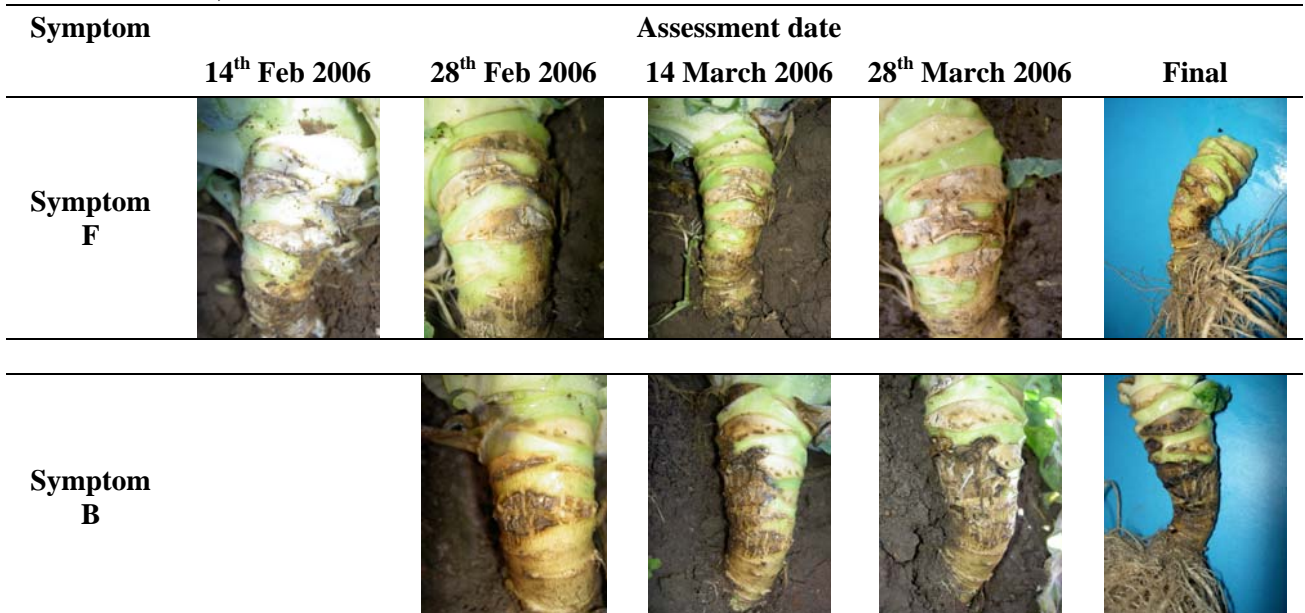 Symptom Assessment date
14th Feb 2006 28th Feb 2006 14 March 2006 28th March 2006 Final
Symptom
F
Symptom
B